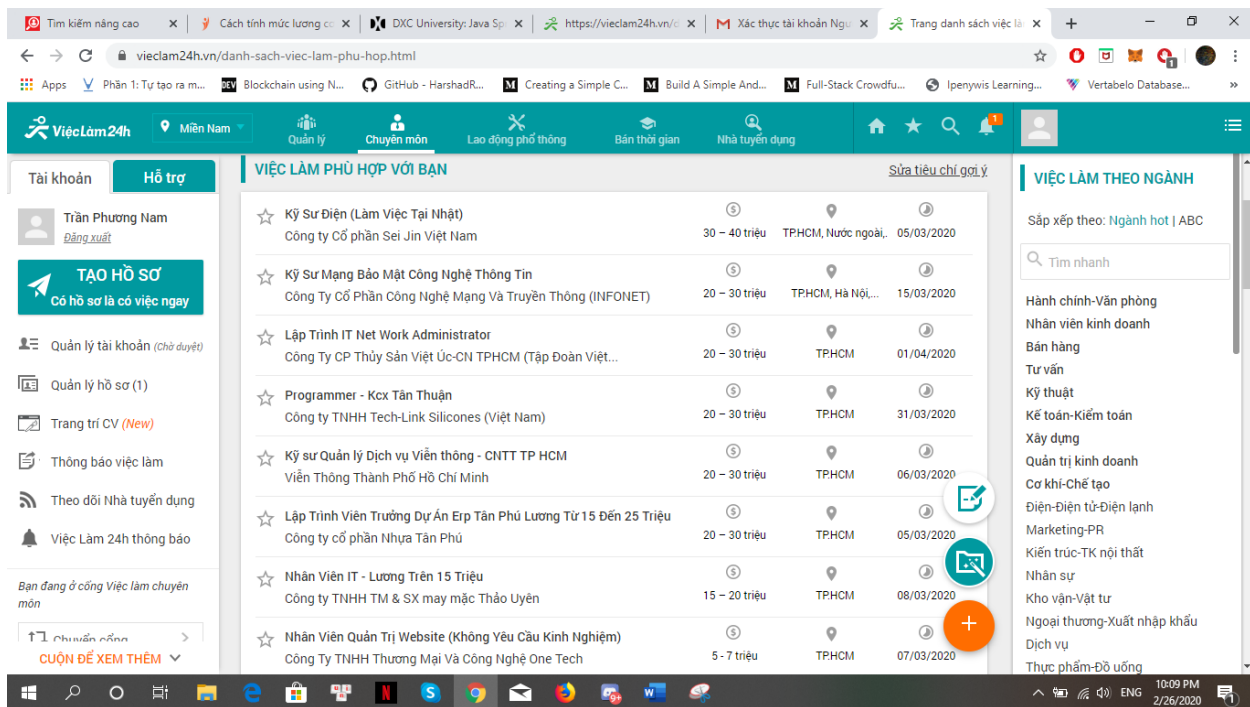 Tìm kiếm nâng cao
Cách tính mức lương cơ
DXC University: Java Sp
https://vieclam24h.vn/d
Xác thực tài khoản Ngư
Trang danh sách việc là
vieclam24h.vn/danh-sach-viec-lam-phu-hop.html
Apps
Phần 1: Tự tạo ra m...
Blockchain using N...
GitHub - HarshadR...
Creating a Simple C...
Build A Simple And...
Full-Stack Crowdfu...
Ipenywis Learning...
Vertabelo Database...
ViệcLàm24h
Miền Nam
Quản lý
Chuyên môn
Lao động phổ thông
Bán thời gian
Nhà tuyển dụng
1
Tài khoản
Hỗ trợ
Trần Phương Nam
Đăng xuất
TẠO HỒ SƠ
Có hồ sơ là có việc ngay
Quản lý tài khoản (Chờ duyệt)
Quản lý hồ sơ (1)
Trang trí CV (New)
Thông báo việc làm
Theo dõi Nhà tuyển dụng
Việc Làm 24h thông báo
Bạn đang ở cổng Việc làm chuyên
môn
Chuyển cổng
CUỘN ĐỂ XEM THÊM
VIỆC LÀM PHÙ HỢP VỚI BẠN
Sửa tiêu chí gợi ý
Kỹ Sư Điện (Làm Việc Tại Nhật)
Công ty Cổ phần Sei Jin Việt Nam
30 – 40 triệu
TP.HCM, Nước ngoài,.
05/03/2020
Kỹ Sư Mạng Bảo Mật Công Nghệ Thông Tin
Công Ty Cổ Phần Công Nghệ Mạng Và Truyền Thông (INFONET)
20 – 30 triệu
TP.HCM, Hà Nội,...
15/03/2020
Lập Trình IT Net Work Administrator
Công Ty CP Thủy Sản Việt Úc-CN TPHCM (Tập Đoàn Việt...
20 – 30 triệu
TP.HCM
01/04/2020
Programmer - Kcx Tân Thuận
Công ty TNHH Tech-Link Silicones (Việt Nam)
20 – 30 triệu
TP.HCM
31/03/2020
Kỹ sư Quản lý Dịch vụ Viễn thông - CNTT TP HCM
Viễn Thông Thành Phố Hồ Chí Minh
20 – 30 triệu
TP.HCM
06/03/2020
Lập Trình Viên Trưởng Dự Án Erp Tân Phú Lương Từ 15 Đến 25 Triệu
Công ty cổ phần Nhựa Tân Phú
20 – 30 triệu
TP.HCM
05/03/2020
Nhân Viên IT - Lương Trên 15 Triệu
Công ty TNHH TM & SX may mặc Thảo Uyên
15 – 20 triệu
TP.HCM
08/03/2020
Nhân Viên Quản Trị Website (Không Yêu Cầu Kinh Nghiệm)
Công Ty TNHH Thương Mại Và Công Nghệ One Tech
5 - 7 triệu
TP.HCM
07/03/2020
VIỆC LÀM THEO NGÀNH
Sắp xếp theo: Ngành hot | ABC
Tìm nhanh
Hành chính-Văn phòng
Nhân viên kinh doanh
Bán hàng
Tư vấn
Kỹ thuật
Kế toán-Kiểm toán
Xây dựng
Quản trị kinh doanh
Cơ khí-Chế tạo
Điện-Điện tử-Điện lạnh
Marketing-PR
Kiến trúc-TK nội thất
Nhân sự
Kho vận-Vật tư
Ngoại thương-Xuất nhập khẩu
Dịch vụ
Thực phẩm-Đồ uống
ENG
10:09 PM
2/26/2020